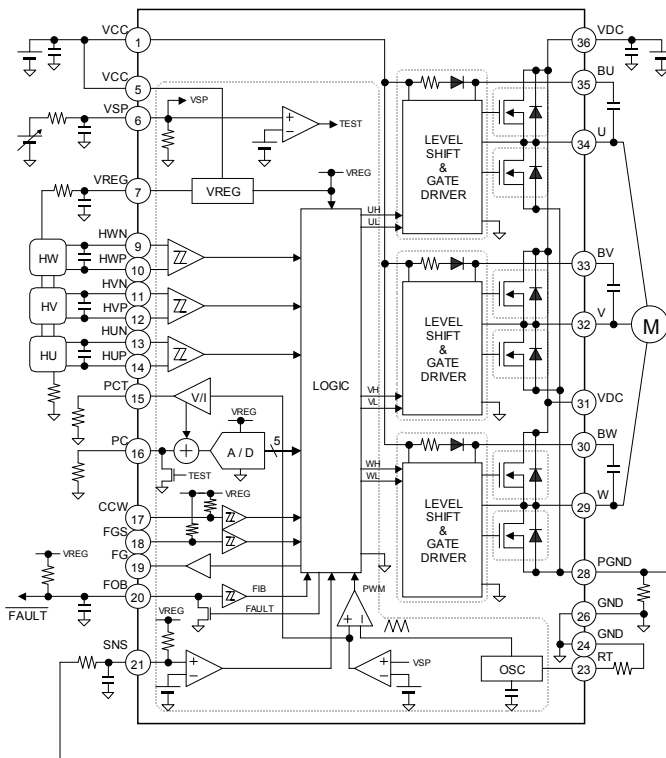 VCC
1
VCC
5
VSP
6
VSP
TEST
VREG
7
VREG
VREG
HW
HWN
9
HWP
10
HV
HVN
11
HVP
12
HU
HUN
13
HUP
14
PCT
15
V/I
PC
16
+
VREG
A / D
5
TEST
VREG
CCW
17
FGS
18
FG
19
VREG
FOB
20
FAULT
FIB
FAULT
VREG
SNS
21
+
−
LOGIC
UH
UL
VH
VL
WH
WL
PWM
+
−
VSP
OSC
LEVEL
SHIFT
&
GATE
DRIVER
LEVEL
SHIFT
&
GATE
DRIVER
LEVEL
SHIFT
&
GATE
DRIVER
36
VDC
35
BU
34
U
33
BV
32
V
31
VDC
30
BW
29
W
28
PGND
26
GND
24
GND
23
RT
M